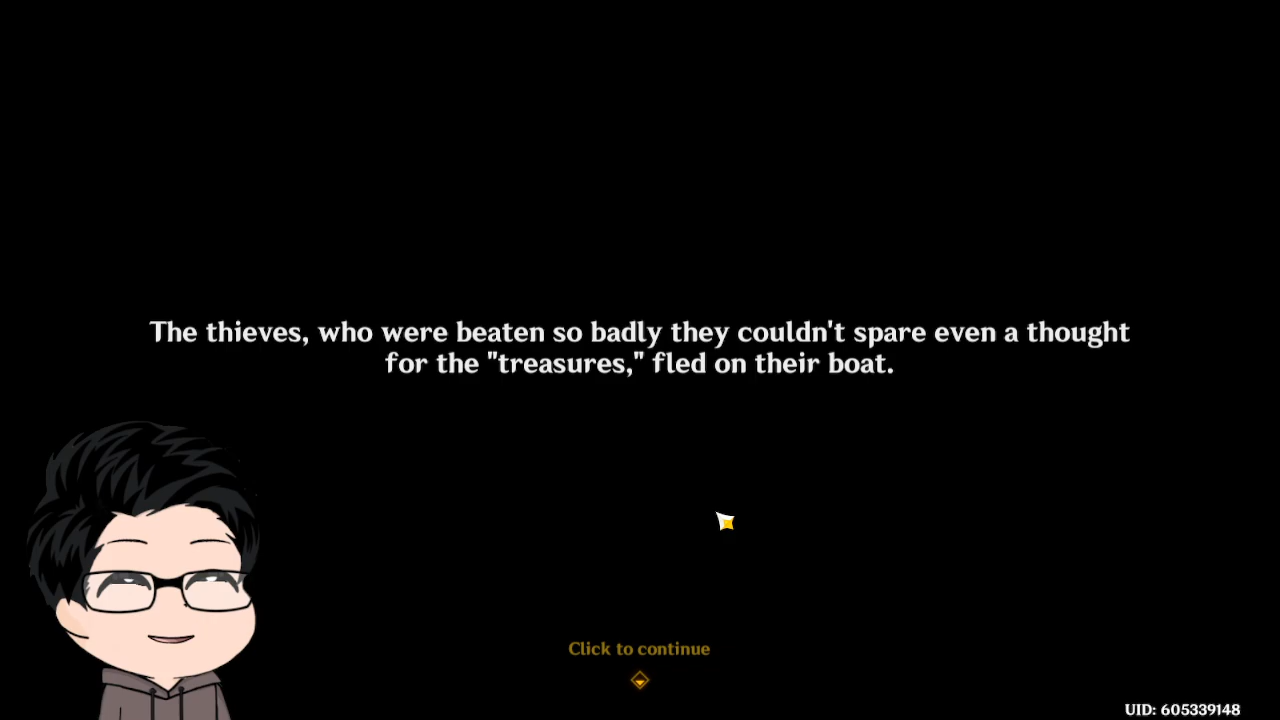 The thieves, who were beaten so badly they couldn't spare even a thought
for the "treasures," fled on their boat.
Click to continue
UID: 605339148